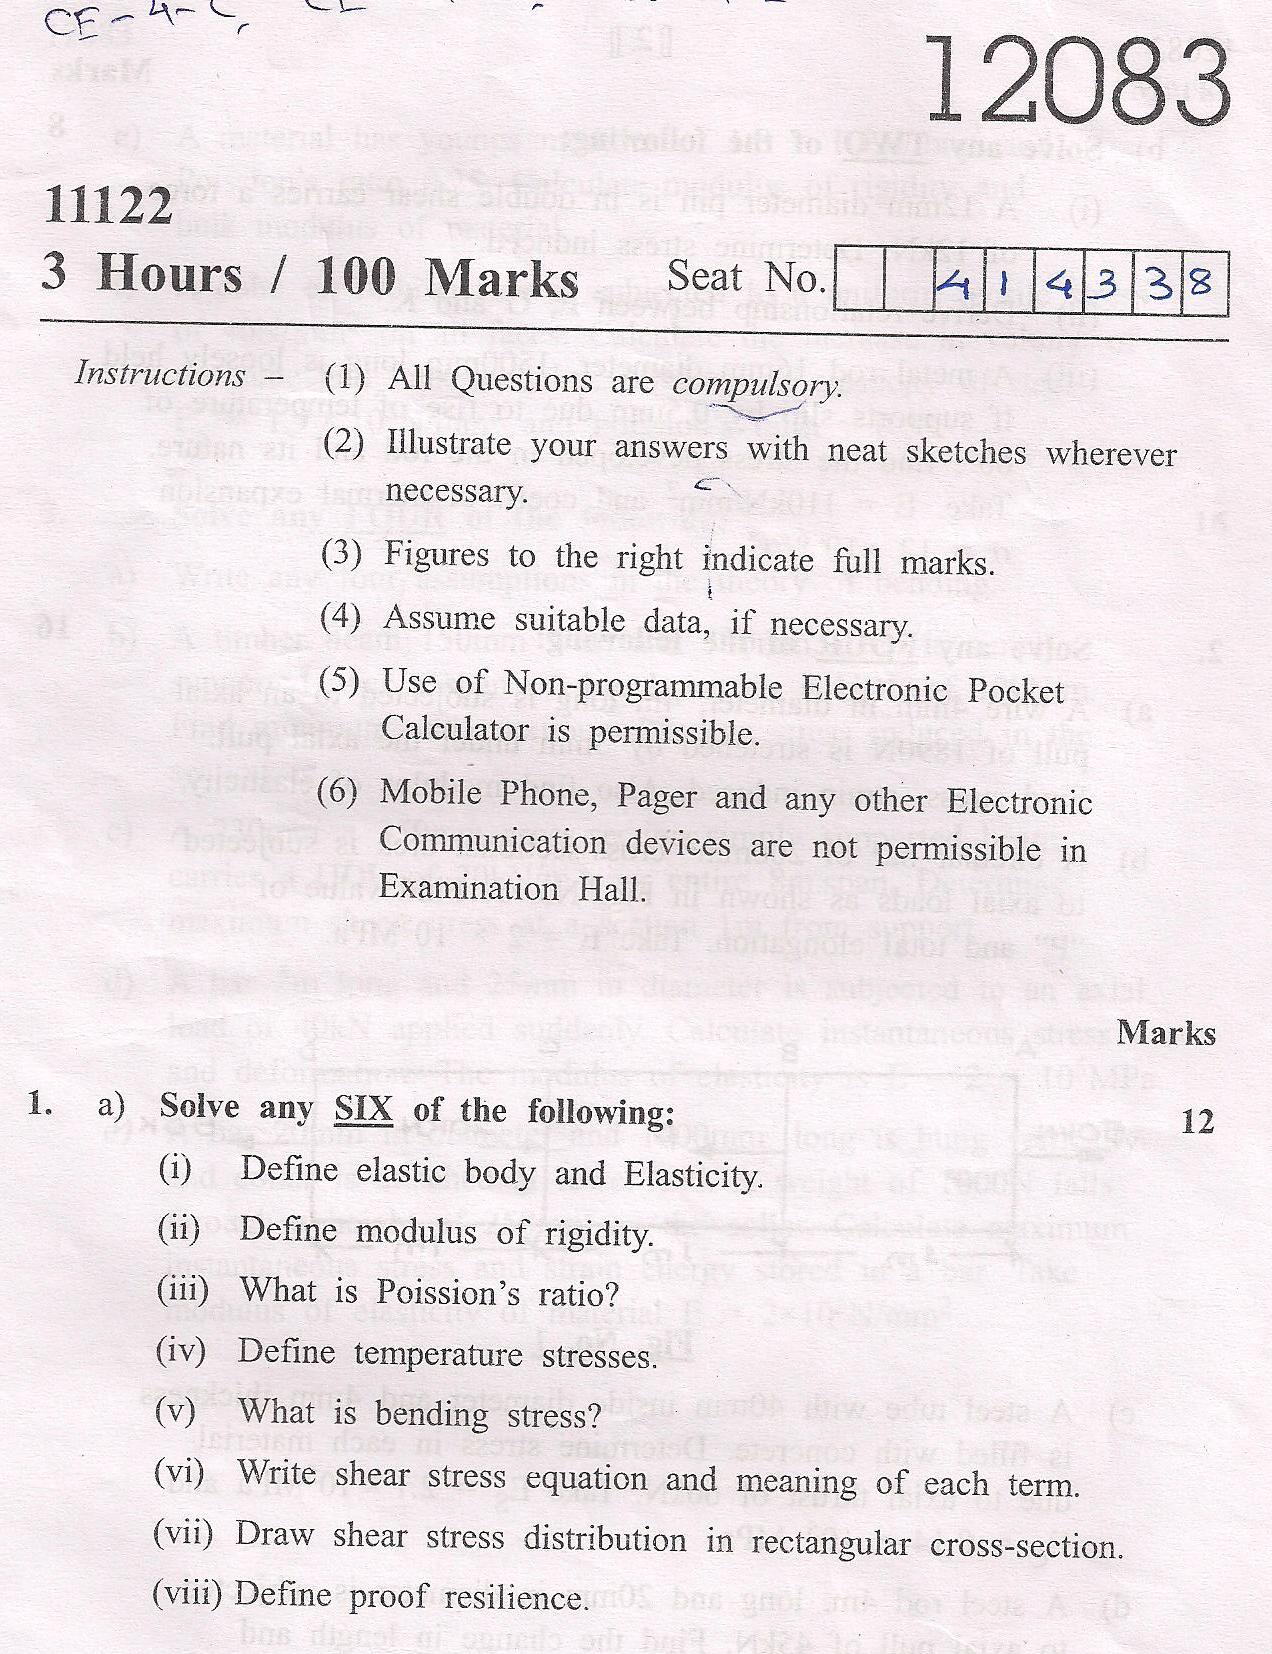 CE-4-C,
12083
11122
3 Hours / 100 Marks Seat No. 414338
Instructions – (1) All Questions are compulsory.
(2) Illustrate your answers with neat sketches wherever
necessary.
(3) Figures to the right indicate full marks.
(4) Assume suitable data, if necessary.
(5) Use of Non-programmable Electronic Pocket
Calculator is permissible.
(6) Mobile Phone, Pager and any other Electronic
Communication devices are not permissible in
Examination Hall.
Marks
1. a) Solve any SIX of the following: 12
(i) Define elastic body and Elasticity.
(ii) Define modulus of rigidity.
(iii) What is Poission's ratio?
(iv) Define temperature stresses.
(v) What is bending stress?
(vi) Write shear stress equation and meaning of each term.
(vii) Draw shear stress distribution in rectangular cross-section.
(viii) Define proof resilience.